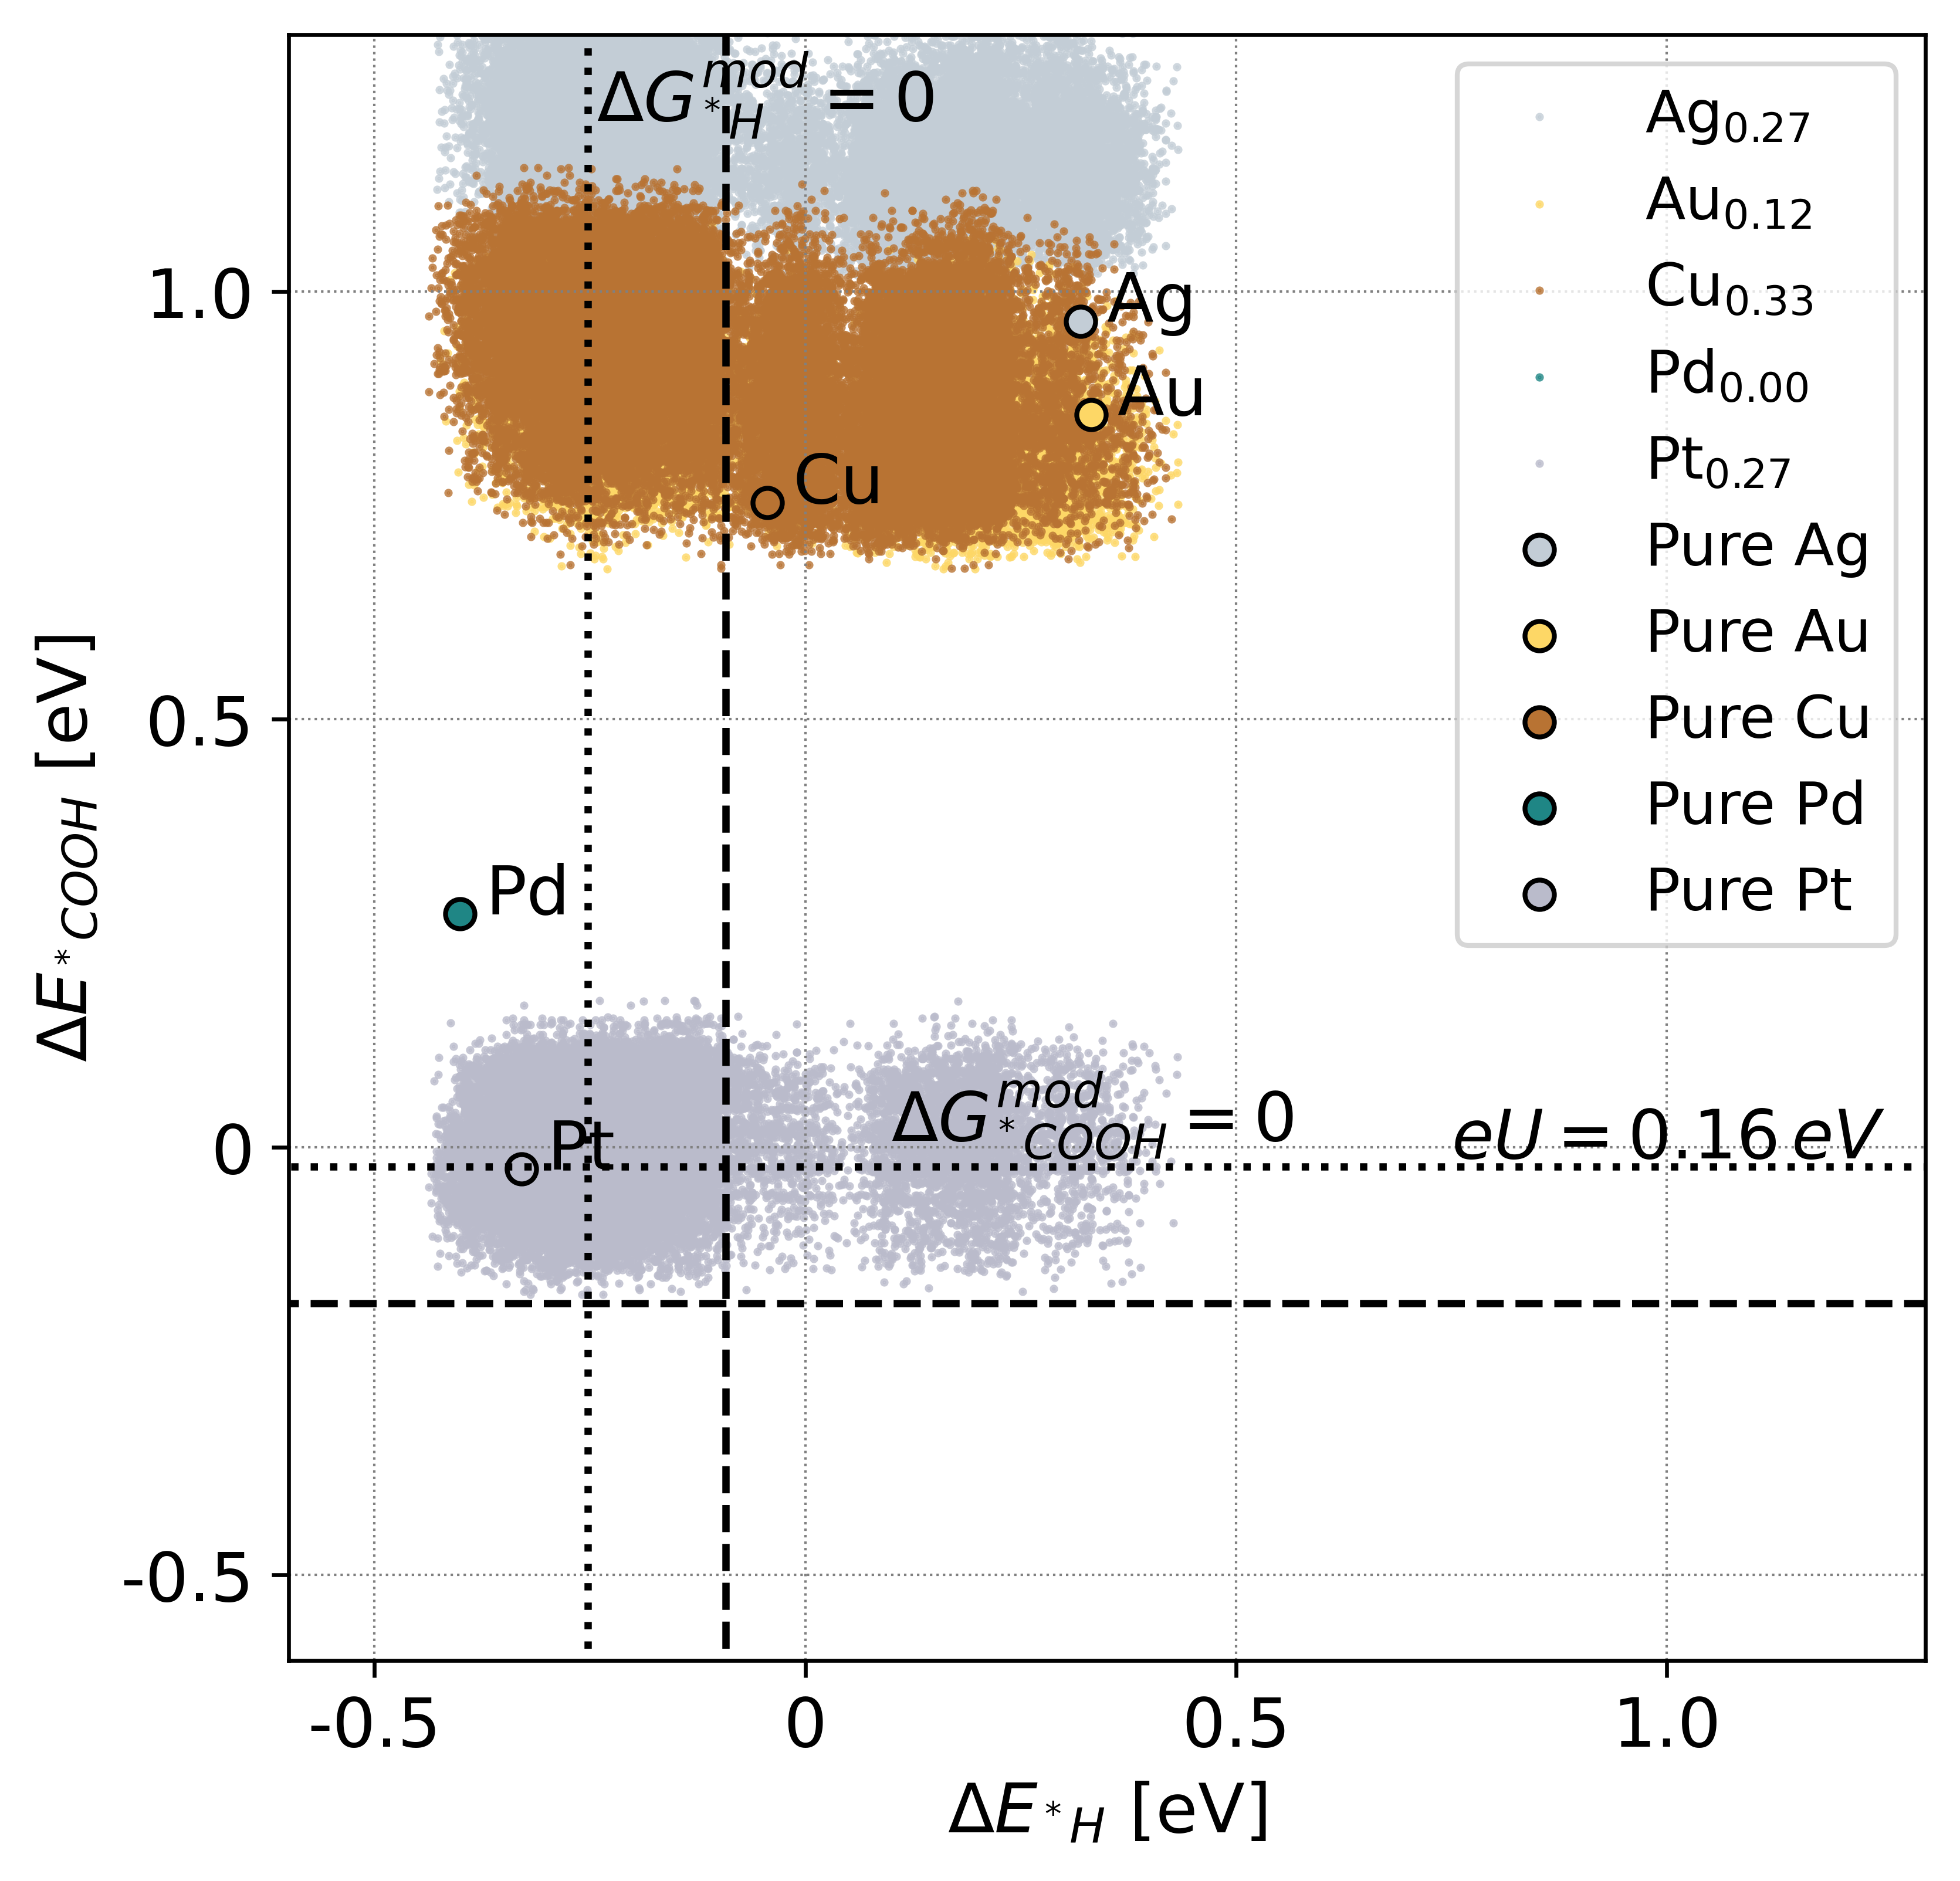 ΔG*H^mod = 0
Ag
Au
Cu
Pd
Pt
ΔG*COOH^mod = 0
eU = 0.16 eV
Ag0.27
Au0.12
Cu0.33
Pd0.00
Pt0.27
Pure Ag
Pure Au
Pure Cu
Pure Pd
Pure Pt
1.0
0.5
0
-0.5
ΔE*COOH [eV]
-0.5
0
0.5
1.0
ΔE*H [eV]